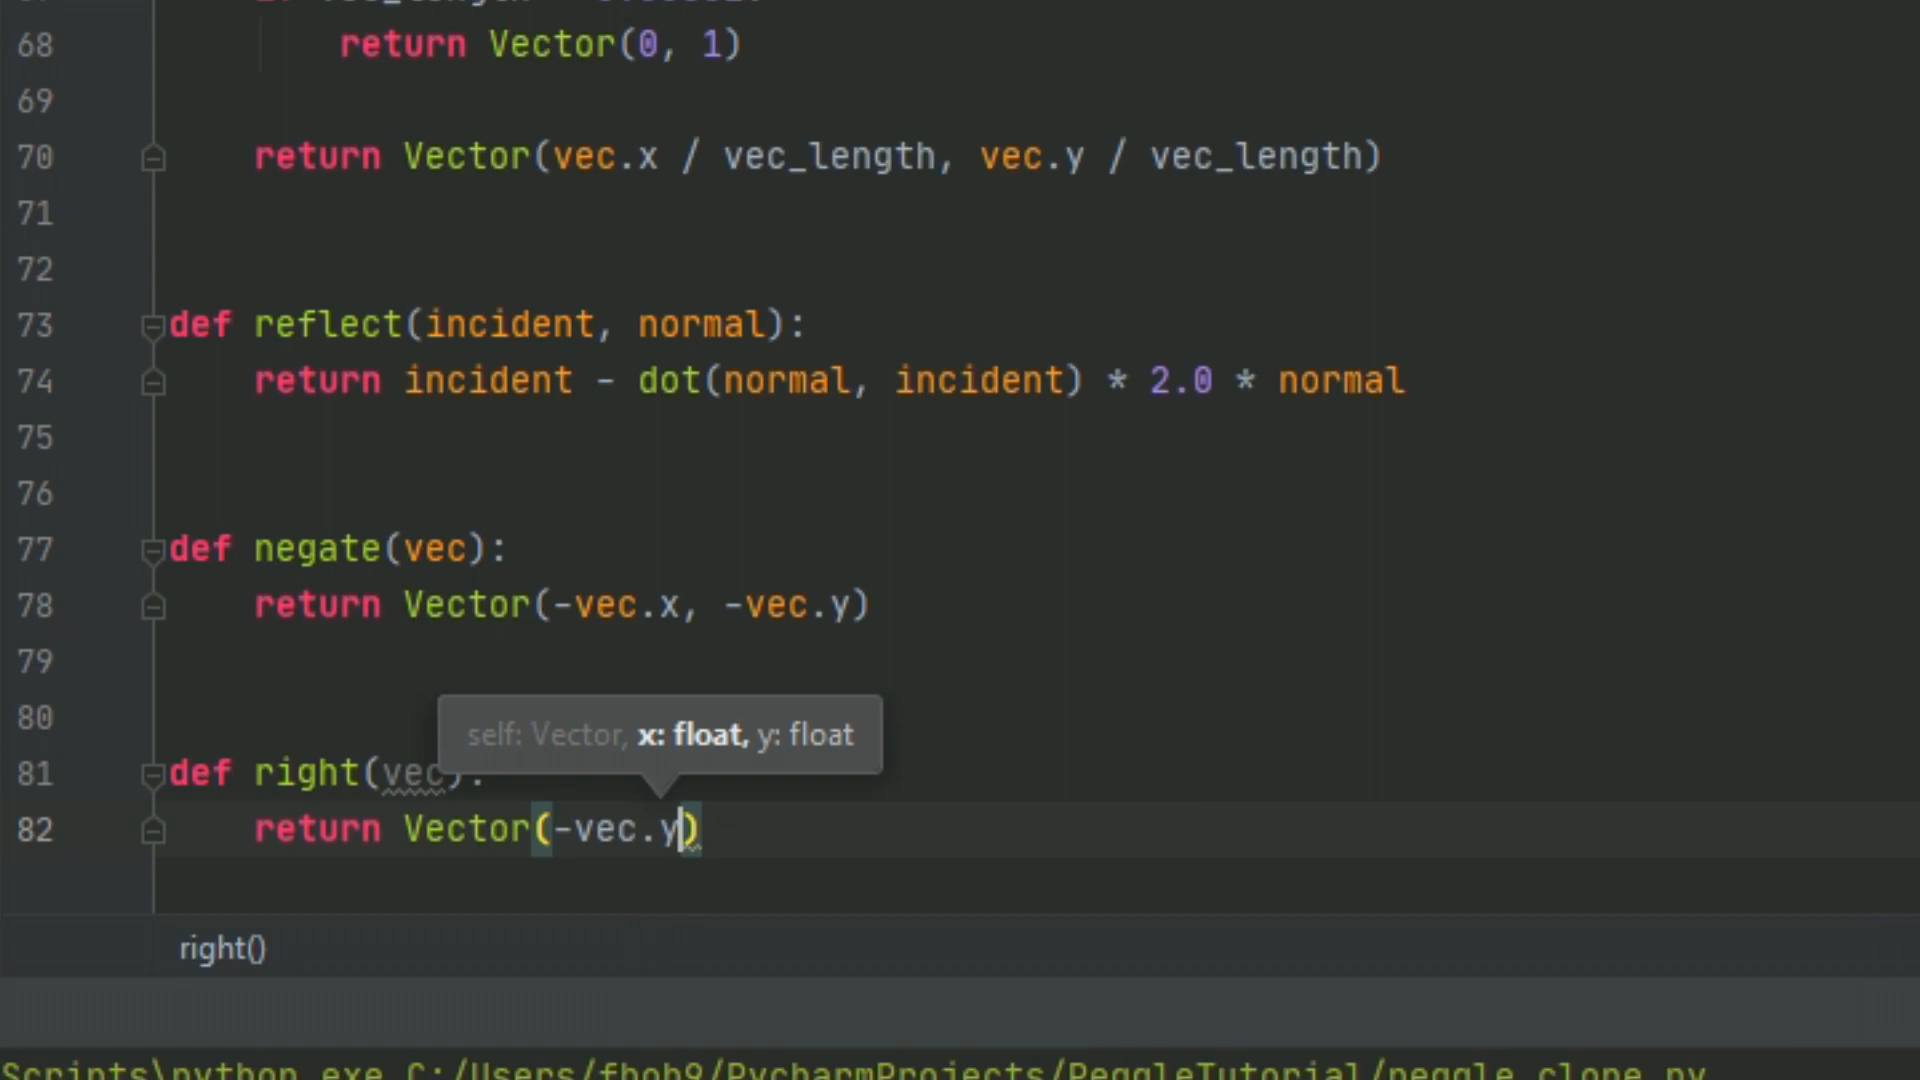 68 return Vector(0, 1)
69
70 return Vector(vec.x / vec_length, vec.y / vec_length)
71
72
73 def reflect(incident, normal):
74 return incident - dot(normal, incident) * 2.0 * normal
75
76
77 def negate(vec):
78 return Vector(-vec.x, -vec.y)
79
80
self: Vector, x: float, y: float
81 def right(vec):
82 return Vector(-vec.y)
right()
Scripts\python.exe C:/Users/fbob9/PycharmProjects/PeggleTutorial/peggle_clone.py